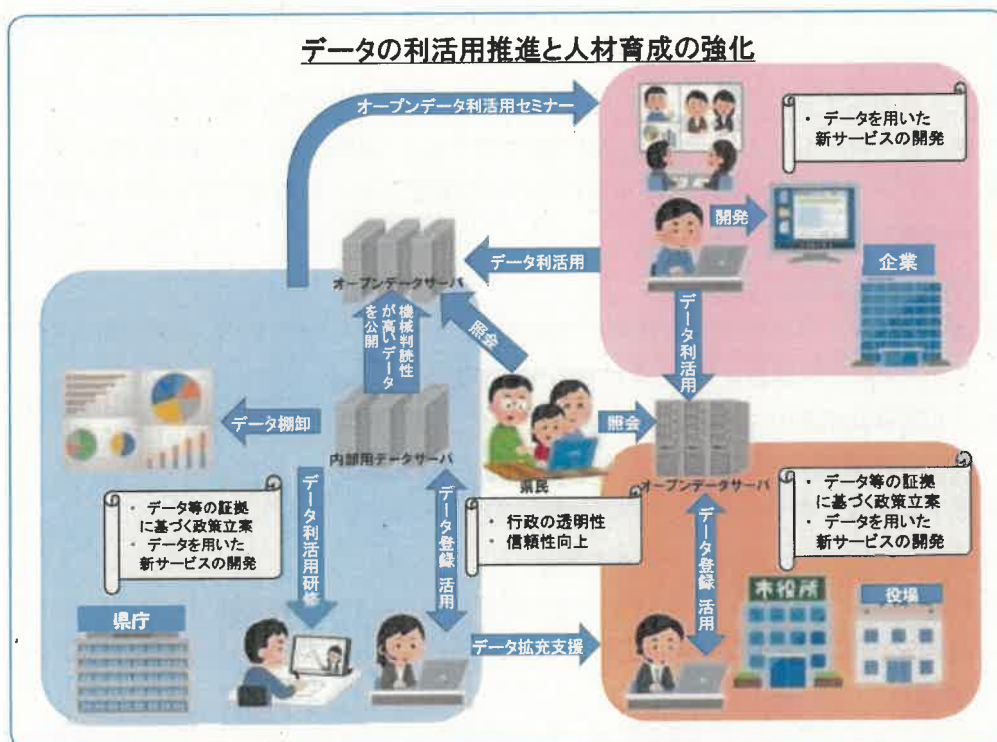 データの利活用推進と人材育成の強化
オープンデータ利活用セミナー
・ データを用いた
新サービスの開発
開発
企業
データ利活用
オープンデータサーバ
データ利活用
機械判読性
が高いデータ
を公開
照会
データ棚卸
内部用データサーバ
照会
県民
オープンデータサーバ
・ データ等の証拠
に基づく政策立案
・ データを用いた
新サービスの開発
データ利活用研修
データ登録 活用
・ 行政の透明性
・ 信頼性向上
データ登録 活用
・ データ等の証拠
に基づく政策立案
・ データを用いた
新サービスの開発
県庁
市役所
役場
データ拡充支援